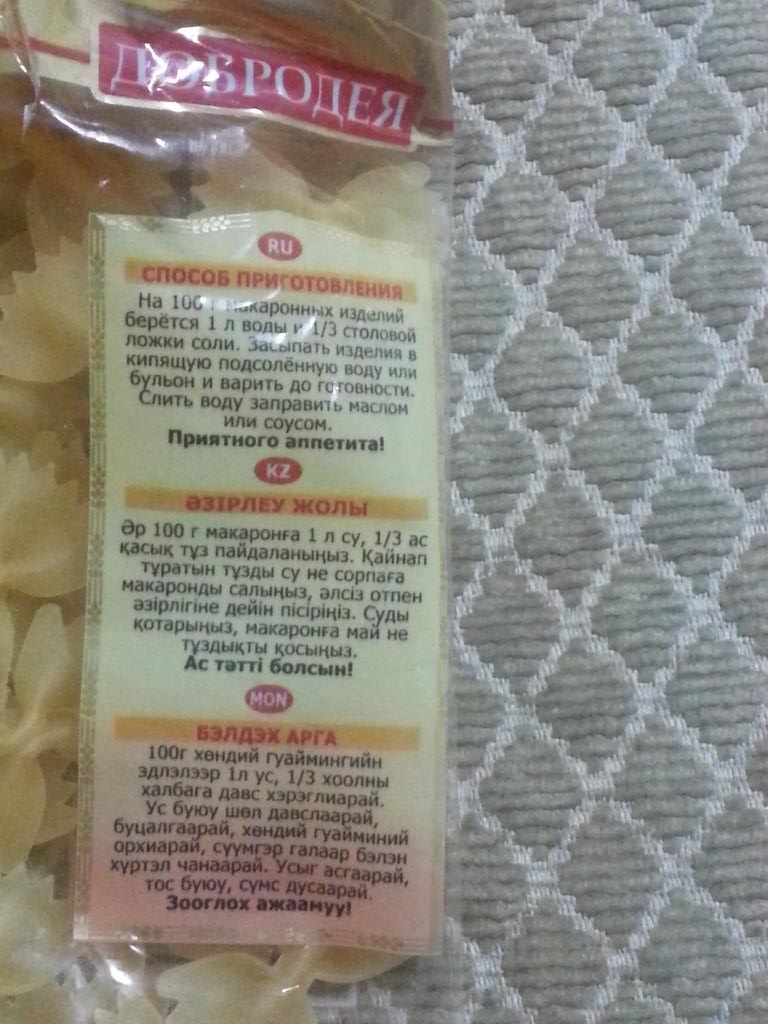 ДОБРОДЕЯ
RU
СПОСОБ ПРИГОТОВЛЕНИЯ
На 100 г макаронных изделий
берётся 1 л воды и 1/3 столовой
ложки соли. Засыпать изделия в
кипящую подсолённую воду или
бульон и варить до готовности.
Слить воду заправить маслом
или соусом.
Приятного аппетита!
KZ
ӘЗІРЛЕУ ЖОЛЫ
Әр 100 г макаронға 1 л су, 1/3 ас
қасық тұз пайдаланыңыз. Қайнап
тұратын тұзды су не сорпаға
макаронды салыңыз, әлсіз отпен
әзірлігіне дейін пісіріңіз. Суды
қотарыңыз, макаронға май не
тұздықты қосыңыз.
Ас тәтті болсын!
MON
БЭЛДЭХ АРГА
100г хөндий гуаймингийн
эдлэлээр 1л ус, 1/3 хоолны
халбага давс хэрэглиарай.
Ус буюу шөл давслаарай,
буцалгаарай, хөндий гуайминий
орхиарай, сүүмгэр галаар бэлэн
хүртэл чанаарай. Усыг асгаарай,
тос буюу, сүмс дусаарай.
Зооглох ажаамуу!